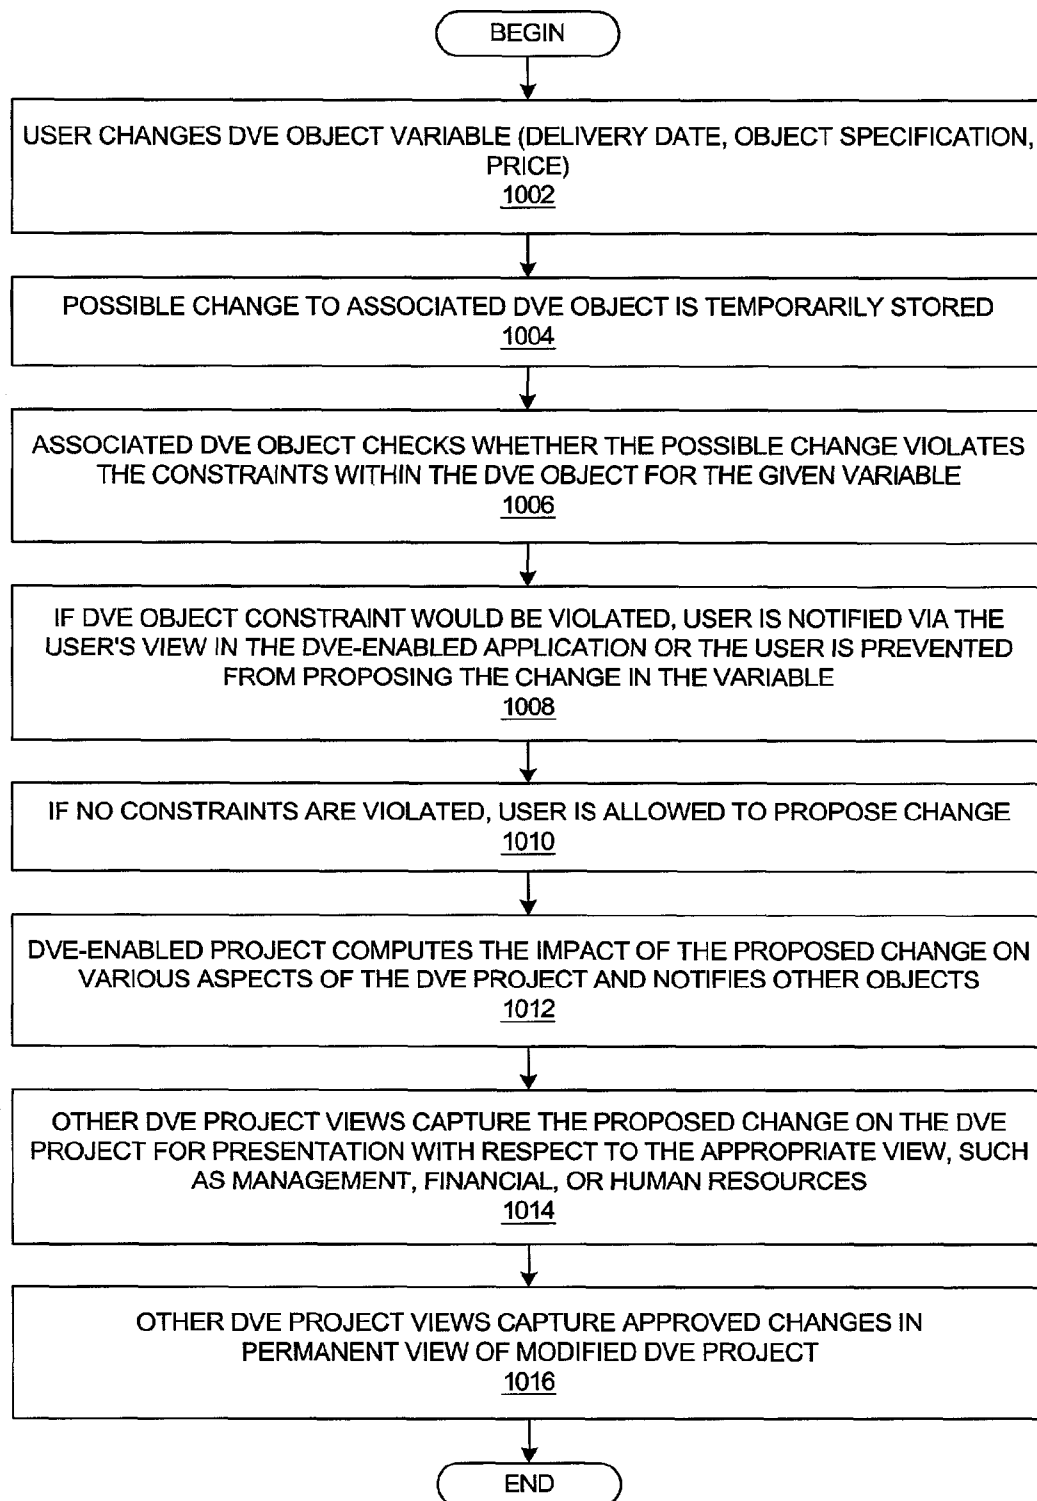 BEGIN
USER CHANGES DVE OBJECT VARIABLE (DELIVERY DATE, OBJECT SPECIFICATION,
PRICE)
1002
POSSIBLE CHANGE TO ASSOCIATED DVE OBJECT IS TEMPORARILY STORED
1004
ASSOCIATED DVE OBJECT CHECKS WHETHER THE POSSIBLE CHANGE VIOLATES
THE CONSTRAINTS WITHIN THE DVE OBJECT FOR THE GIVEN VARIABLE
1006
IF DVE OBJECT CONSTRAINT WOULD BE VIOLATED, USER IS NOTIFIED VIA THE
USER'S VIEW IN THE DVE-ENABLED APPLICATION OR THE USER IS PREVENTED
FROM PROPOSING THE CHANGE IN THE VARIABLE
1008
IF NO CONSTRAINTS ARE VIOLATED, USER IS ALLOWED TO PROPOSE CHANGE
1010
DVE-ENABLED PROJECT COMPUTES THE IMPACT OF THE PROPOSED CHANGE ON
VARIOUS ASPECTS OF THE DVE PROJECT AND NOTIFIES OTHER OBJECTS
1012
OTHER DVE PROJECT VIEWS CAPTURE THE PROPOSED CHANGE ON THE DVE
PROJECT FOR PRESENTATION WITH RESPECT TO THE APPROPRIATE VIEW, SUCH
AS MANAGEMENT, FINANCIAL, OR HUMAN RESOURCES
1014
OTHER DVE PROJECT VIEWS CAPTURE APPROVED CHANGES IN
PERMANENT VIEW OF MODIFIED DVE PROJECT
1016
END